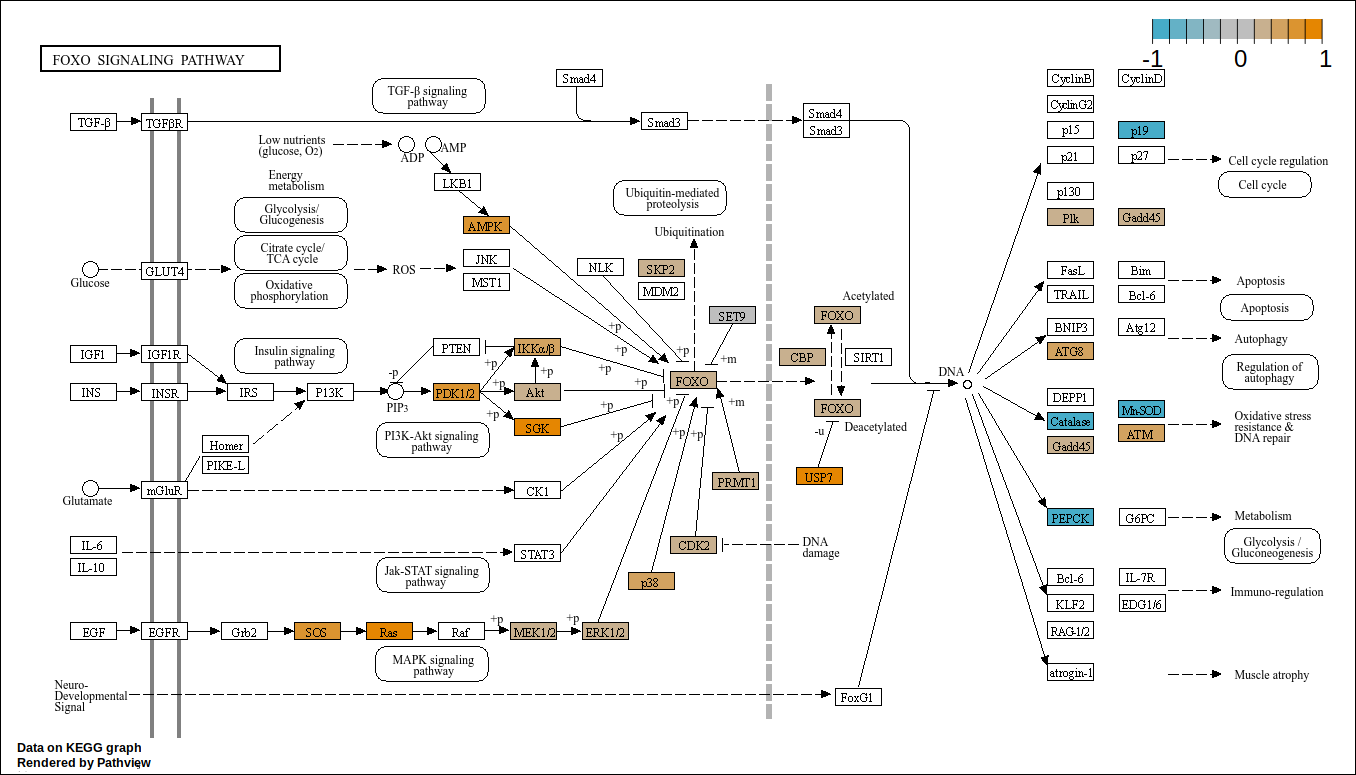 FOXO SIGNALING PATHWAY
-1 0 1
TGF-β signaling
pathway
Smad4
CyclinB CyclinD
CyclinG2
TGF-β TGFβR Smad3
Smad4
Smad3
p15 p19
p21 p27
Cell cycle regulation
Cell cycle
p130
Plk Gadd45
Low nutrients
(glucose, O2)
ADP AMP
LKB1
Energy
metabolism
Glycolysis/
Glucogenesis
AMPK
Ubiquitin-mediated
proteolysis
Ubiquitination
Citrate cycle/
TCA cycle
Oxidative
phosphorylation
Glucose
GLUT4
ROS
JNK
MST1
NLK
SKP2
MDM2
FasL Bim
TRAIL Bcl-6
Apoptosis
Apoptosis
SET9
Acetylated
FOXO
CBP SIRT1
FOXO
Deacetylated
-u
USP7
BNIP3 Atg12
ATG8
Autophagy
Regulation of
autophagy
IGF1 IGF1R
Insulin signaling
pathway
PTEN
IKKα/β
+p
+p
+p
+m
+p
+p
FOXO
DNA
INS INSR IRS P13K
-p
PIP3
PDK1/2
+p
+p
+p
+p
Akt
SGK
+p
+p
+p
+p
+p
+p
+m
PI3K-Akt signaling
pathway
Homer
PIKE-L
Glutamate
mGluR
CK1
PRMT1
DEPP1 Mn-SOD
Catalase ATM
Gadd45
Oxidative stress
resistance &
DNA repair
PEPCK G6PC
Metabolism
Glycolysis /
Gluconeogenesis
IL-6
IL-10
STAT3
CDK2
DNA
damage
Jak-STAT signaling
pathway
p38
Bcl-6 IL-7R
KLF2 EDG1/6
RAG-1/2
Immuno-regulation
EGF EGFR Grb2 SOS Ras Raf
+p
MEK1/2
+p
ERK1/2
MAPK signaling
pathway
atrogin-1
Muscle atrophy
Neuro-
Developmental
Signal
FoxG1
Data on KEGG graph
Rendered by Pathview